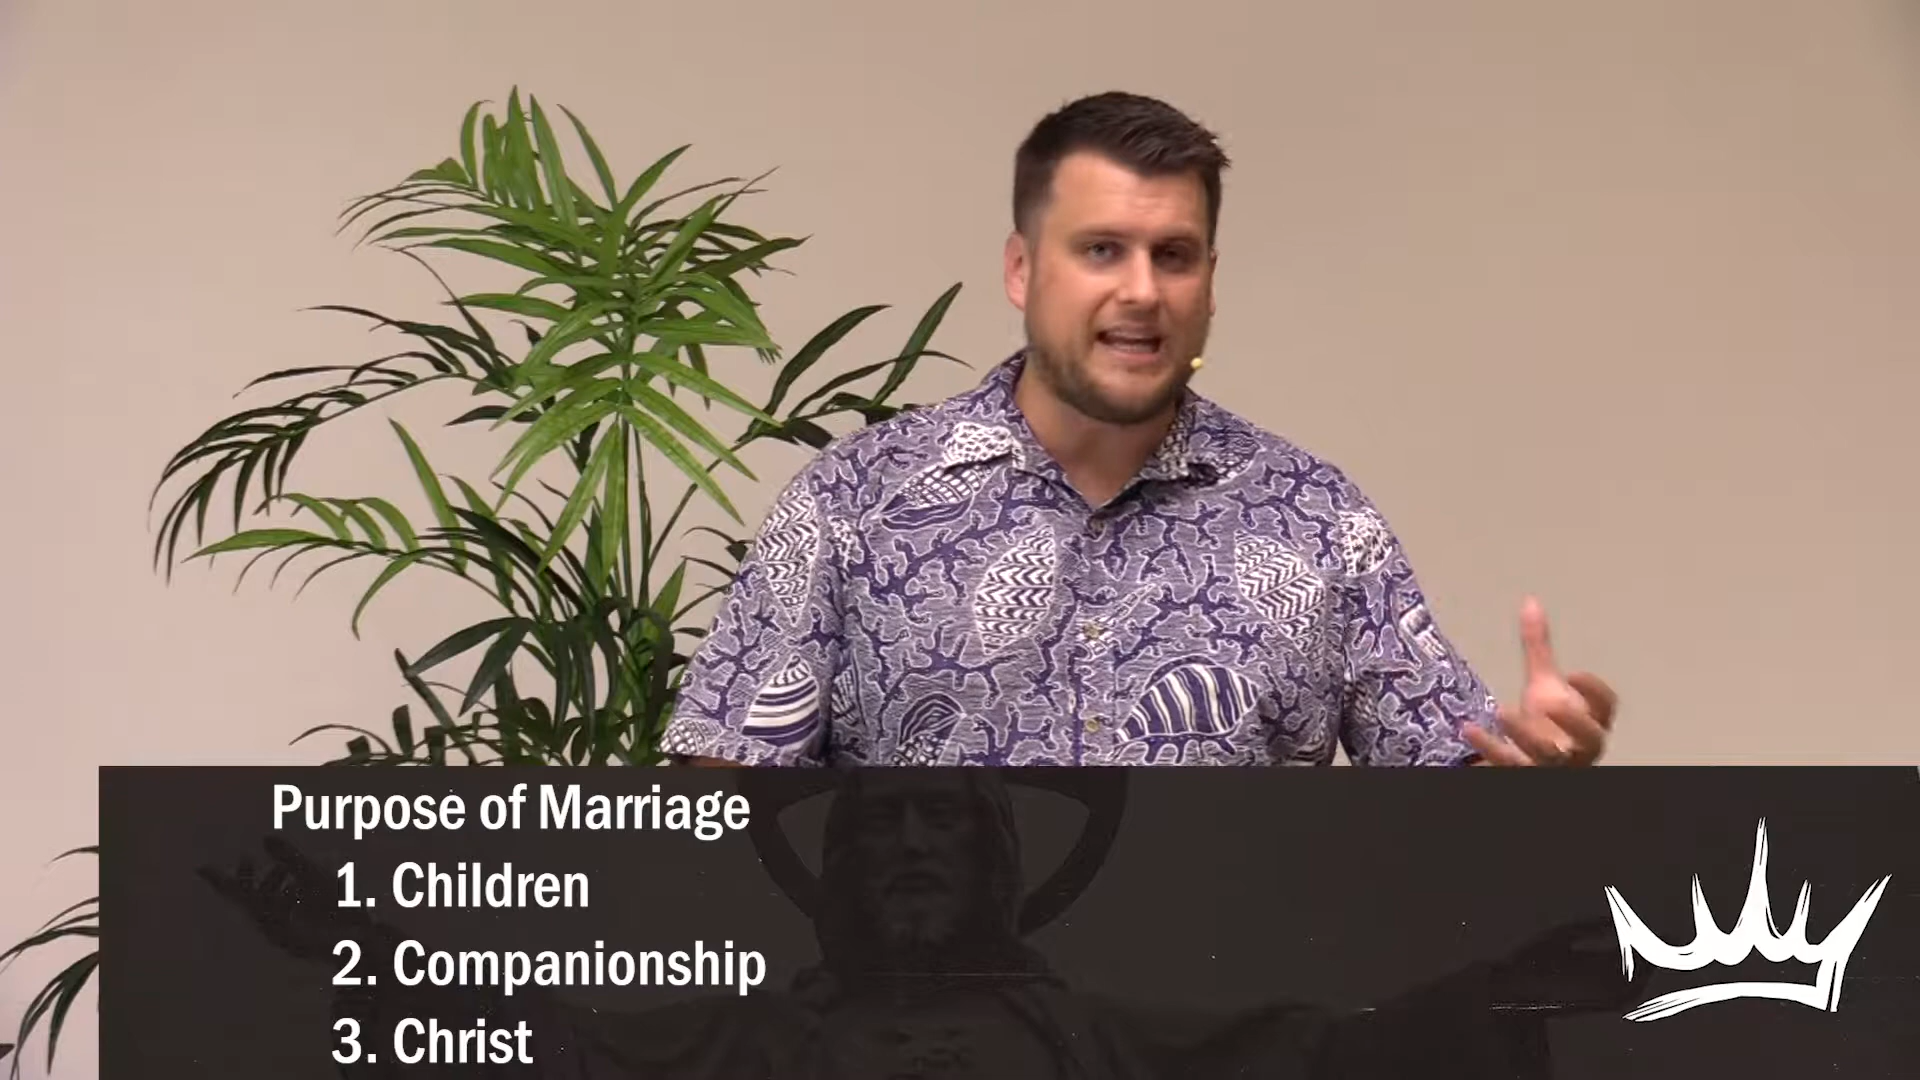 Purpose of Marriage
1. Children
2. Companionship
3. Christ